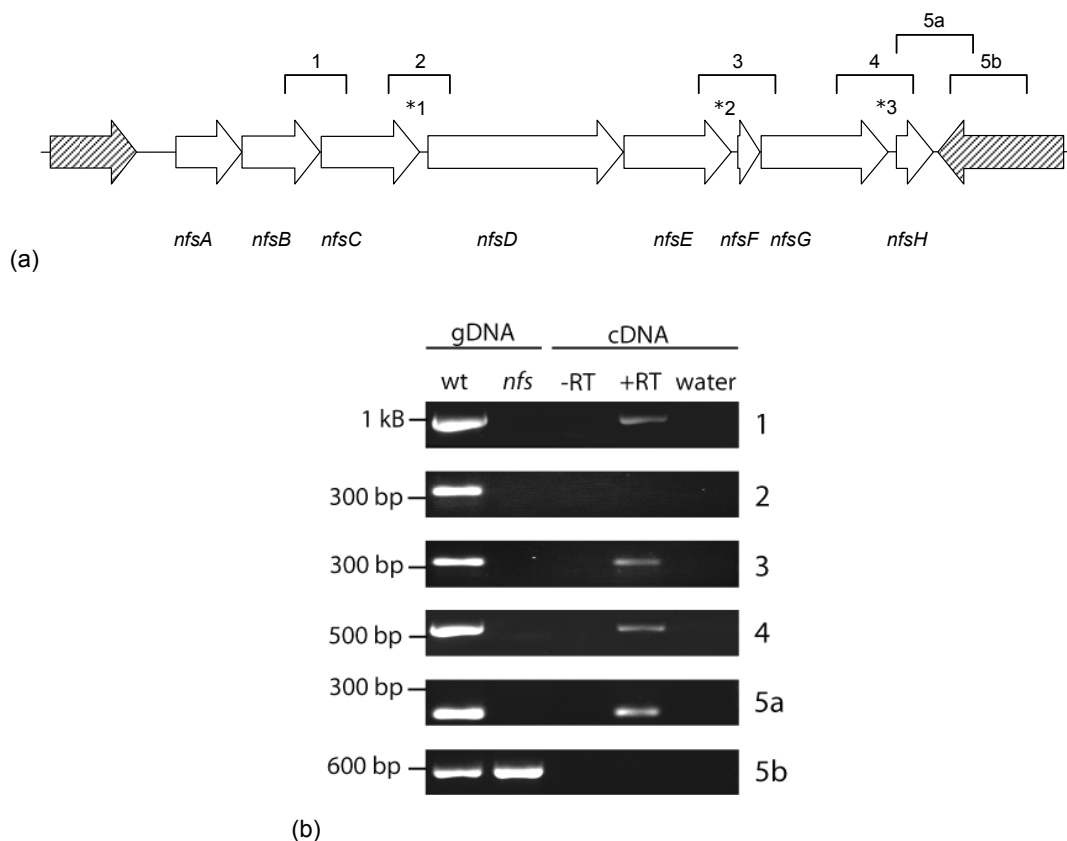 5a
1 2 3 4 5b
*1 *2 *3
nfsA nfsB nfsC nfsD nfsE nfsF nfsG nfsH
(a)
gDNA cDNA
wt nfs -RT +RT water
1 kB 1
300 bp 2
300 bp 3
500 bp 4
300 bp 5a
600 bp 5b
(b)